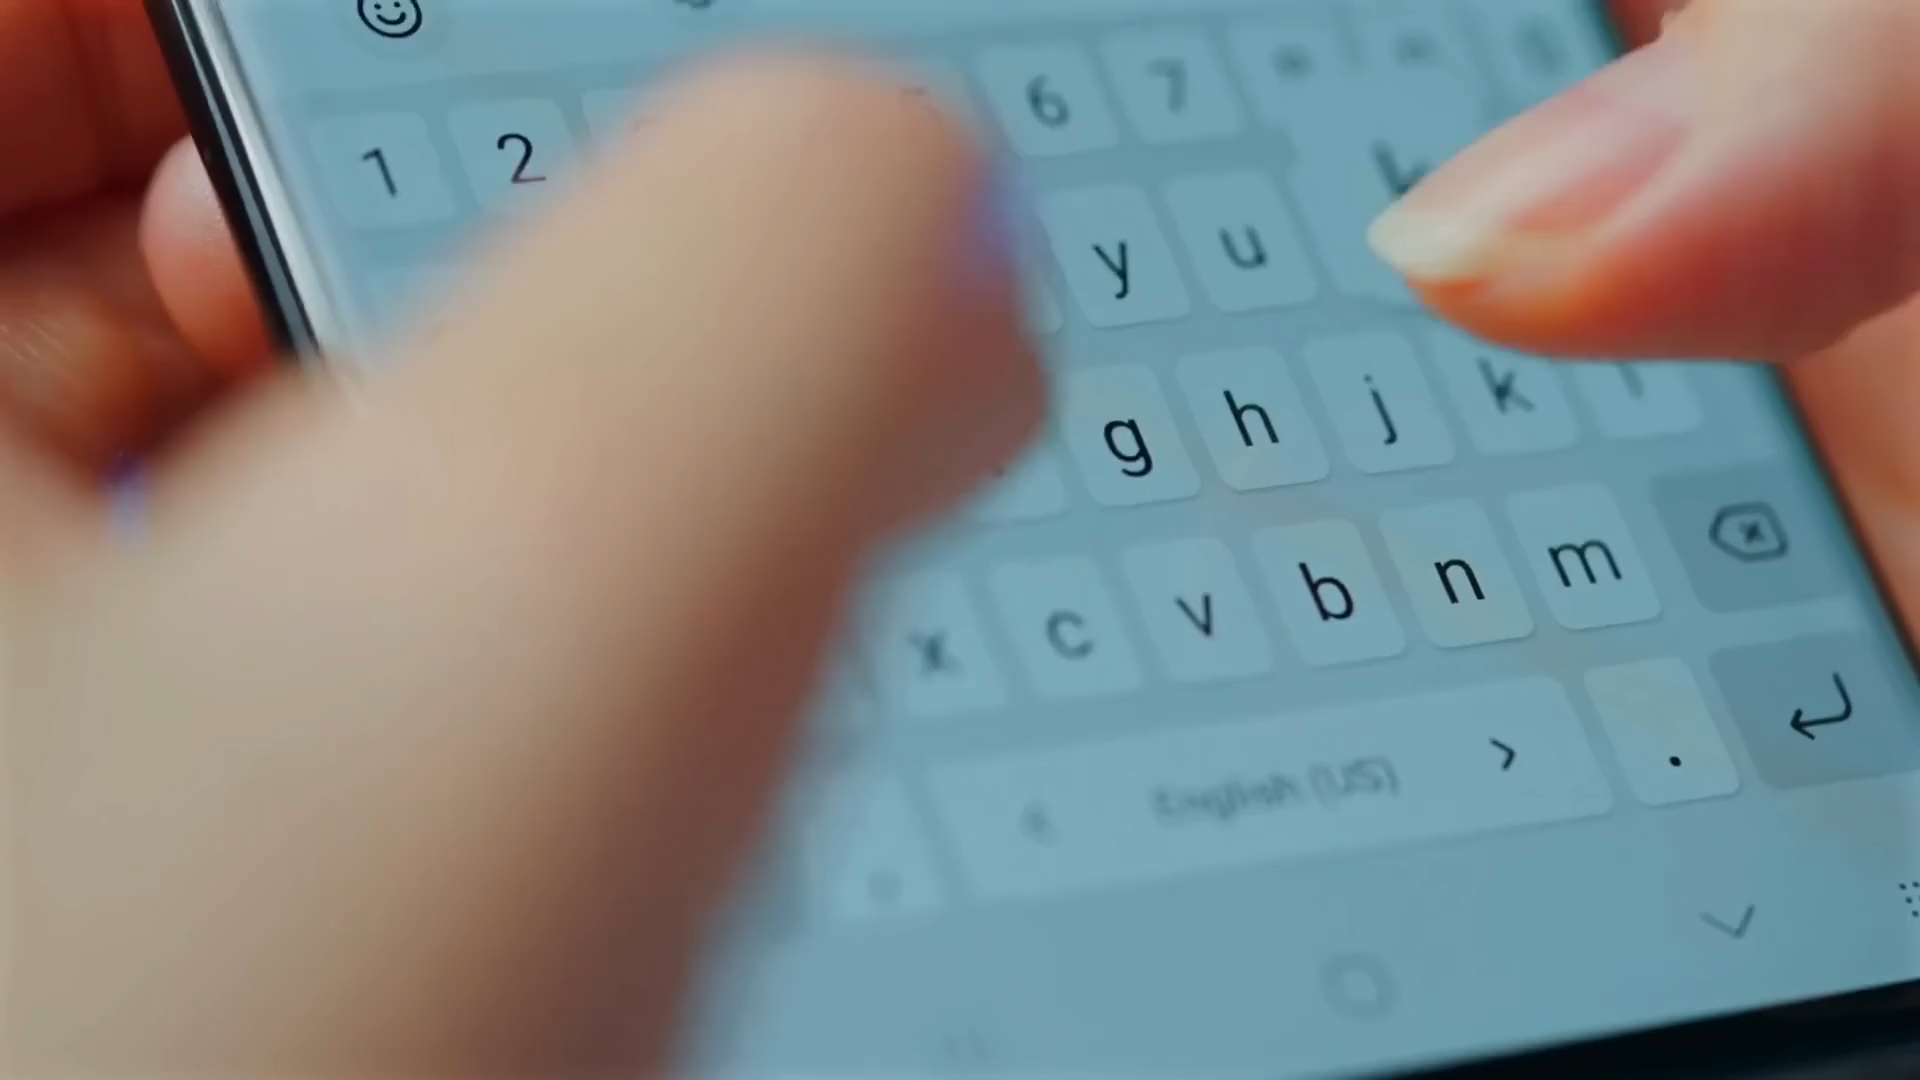 1 2 6 7
y u k
g h j k
x c v b n m
English (US) .